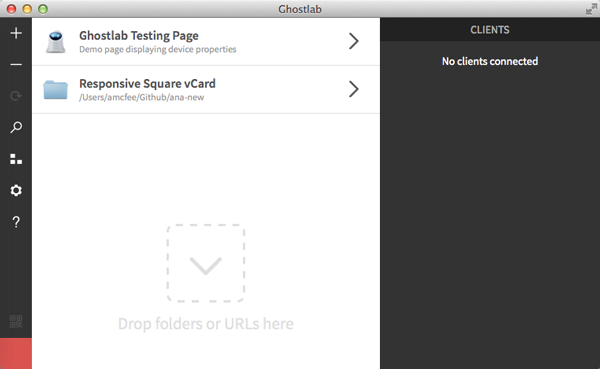 Ghostlab
Ghostlab Testing Page
Demo page displaying device properties
Responsive Square vCard
/Users/amcfee/Github/ana-new
Drop folders or URLs here
CLIENTS
No clients connected
?